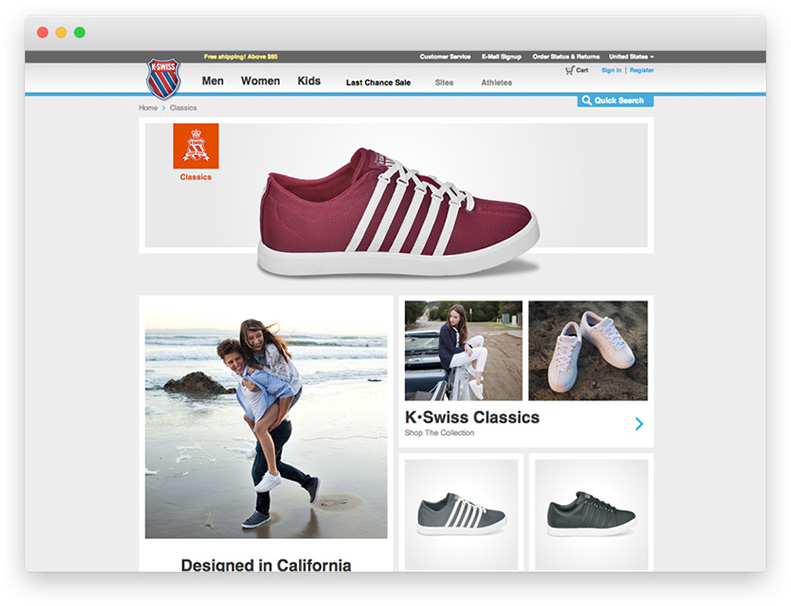 Free shipping! Above $85
Customer Service E-Mail Signup Order Status & Returns United States
K·SWISS
Men Women Kids Last Chance Sale Sites Athletes
Cart Sign in | Register
Home > Classics
Quick Search
K·SWISS
Classics
K•Swiss Classics
Shop The Collection
Designed in California